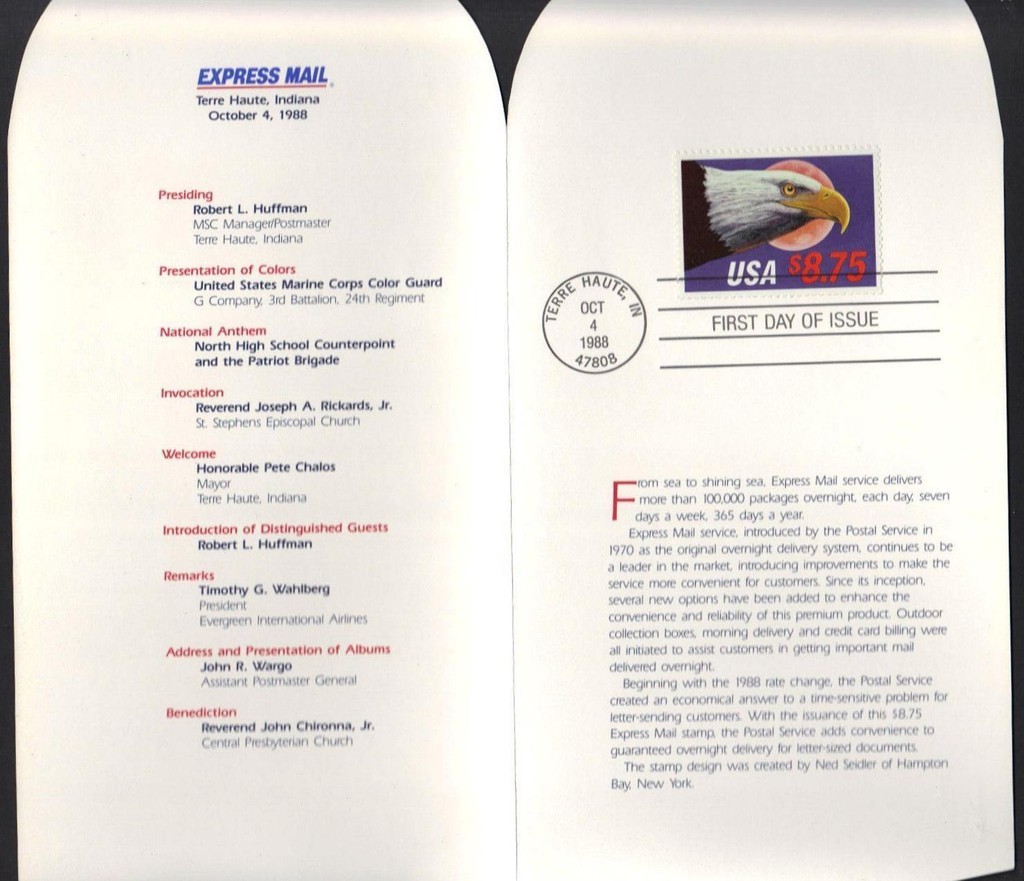 EXPRESS MAIL
Terre Haute, Indiana
October 4, 1988
Presiding
Robert L. Huffman
MSC Manager/Postmaster
Terre Haute, Indiana
Presentation of Colors
United States Marine Corps Color Guard
G Company, 3rd Battalion, 24th Regiment
National Anthem
North High School Counterpoint
and the Patriot Brigade
Invocation
Reverend Joseph A. Rickards, Jr.
St. Stephens Episcopal Church
Welcome
Honorable Pete Chalos
Mayor
Terre Haute, Indiana
Introduction of Distinguished Guests
Robert L. Huffman
Remarks
Timothy G. Wahlberg
President
Evergreen International Airlines
Address and Presentation of Albums
John R. Wargo
Assistant Postmaster General
Benediction
Reverend John Chironna, Jr.
Central Presbyterian Church
USA $8.75
TERRE HAUTE, IN
OCT
4
1988
47808
FIRST DAY OF ISSUE
From sea to shining sea, Express Mail service delivers
more than 100,000 packages overnight, each day, seven
days a week, 365 days a year.
Express Mail service, introduced by the Postal Service in
1970 as the original overnight delivery system, continues to be
a leader in the market, introducing improvements to make the
service more convenient for customers. Since its inception,
several new options have been added to enhance the
convenience and reliability of this premium product. Outdoor
collection boxes, morning delivery and credit card billing were
all initiated to assist customers in getting important mail
delivered overnight.
Beginning with the 1988 rate change, the Postal Service
created an economical answer to a time-sensitive problem for
letter-sending customers. With the issuance of this $8.75
Express Mail stamp, the Postal Service adds convenience to
guaranteed overnight delivery for letter-sized documents.
The stamp design was created by Ned Seidler of Hampton
Bay, New York.